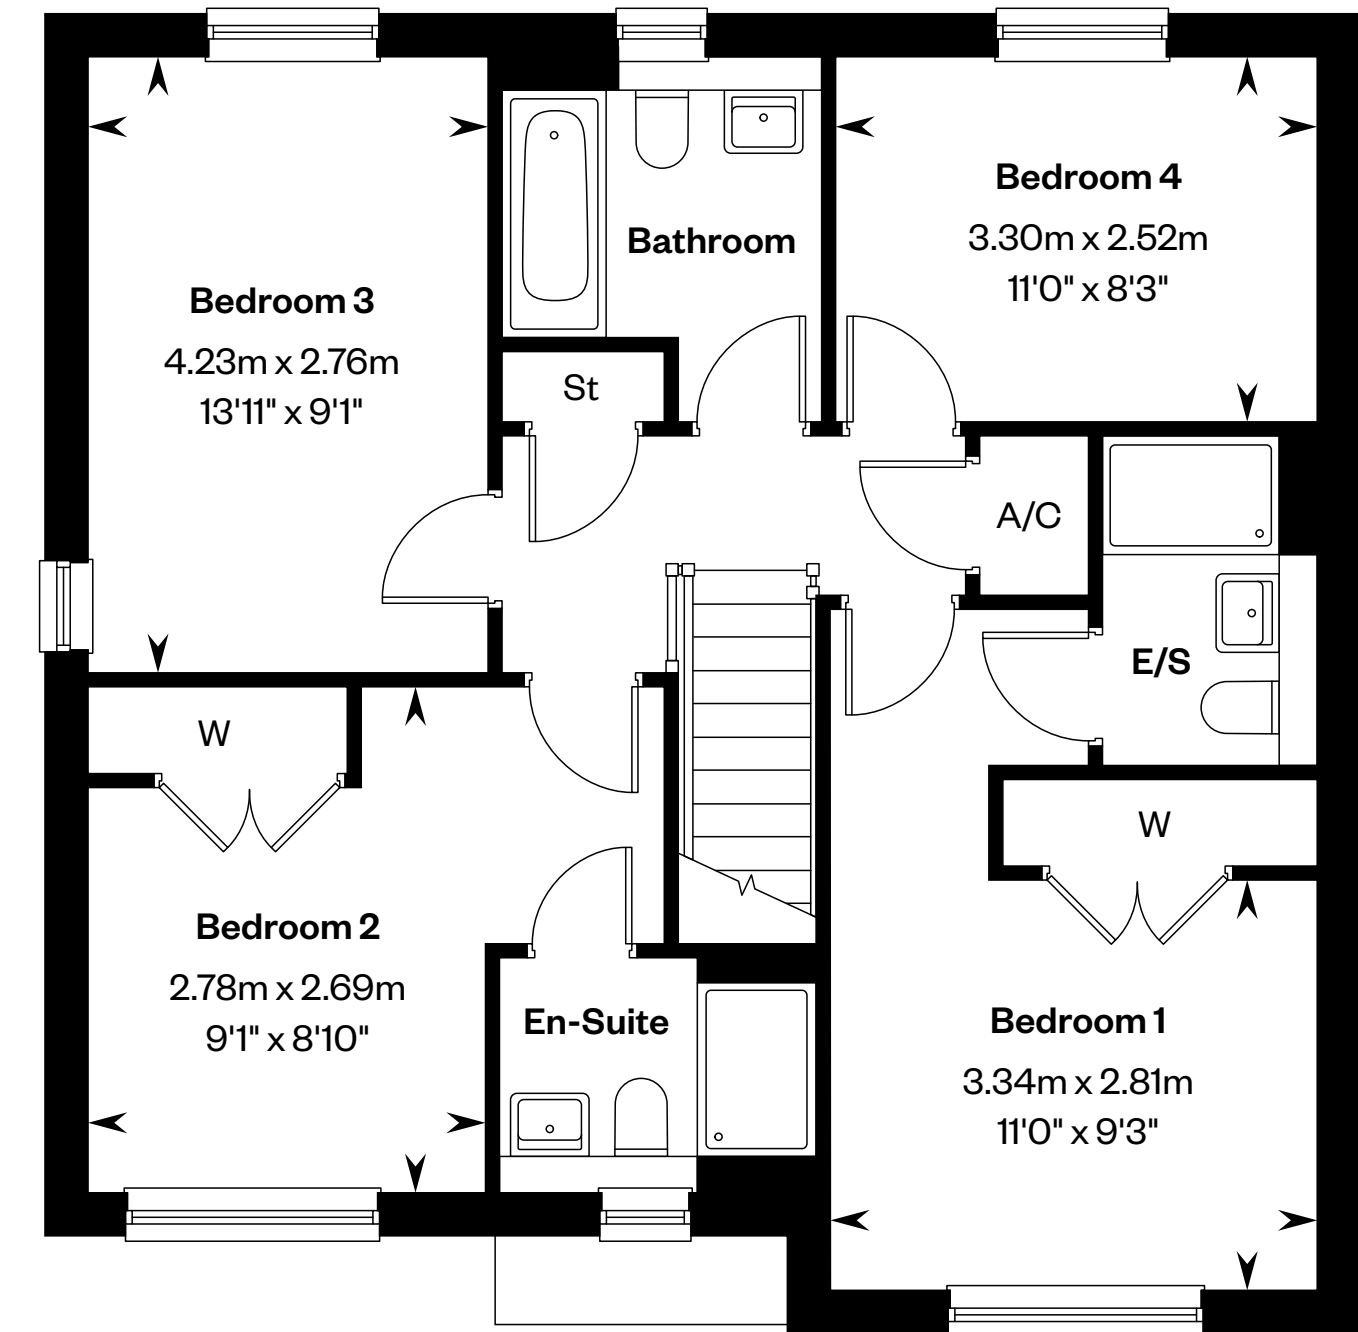 Bedroom 4
3.30m x 2.52m
11'0" x 8'3"
Bathroom
Bedroom 3
4.23m x 2.76m
13'11" x 9'1"
St
A/C
E/S
W
W
Bedroom 2
2.78m x 2.69m
9'1" x 8'10"
En-Suite
Bedroom 1
3.34m x 2.81m
11'0" x 9'3"